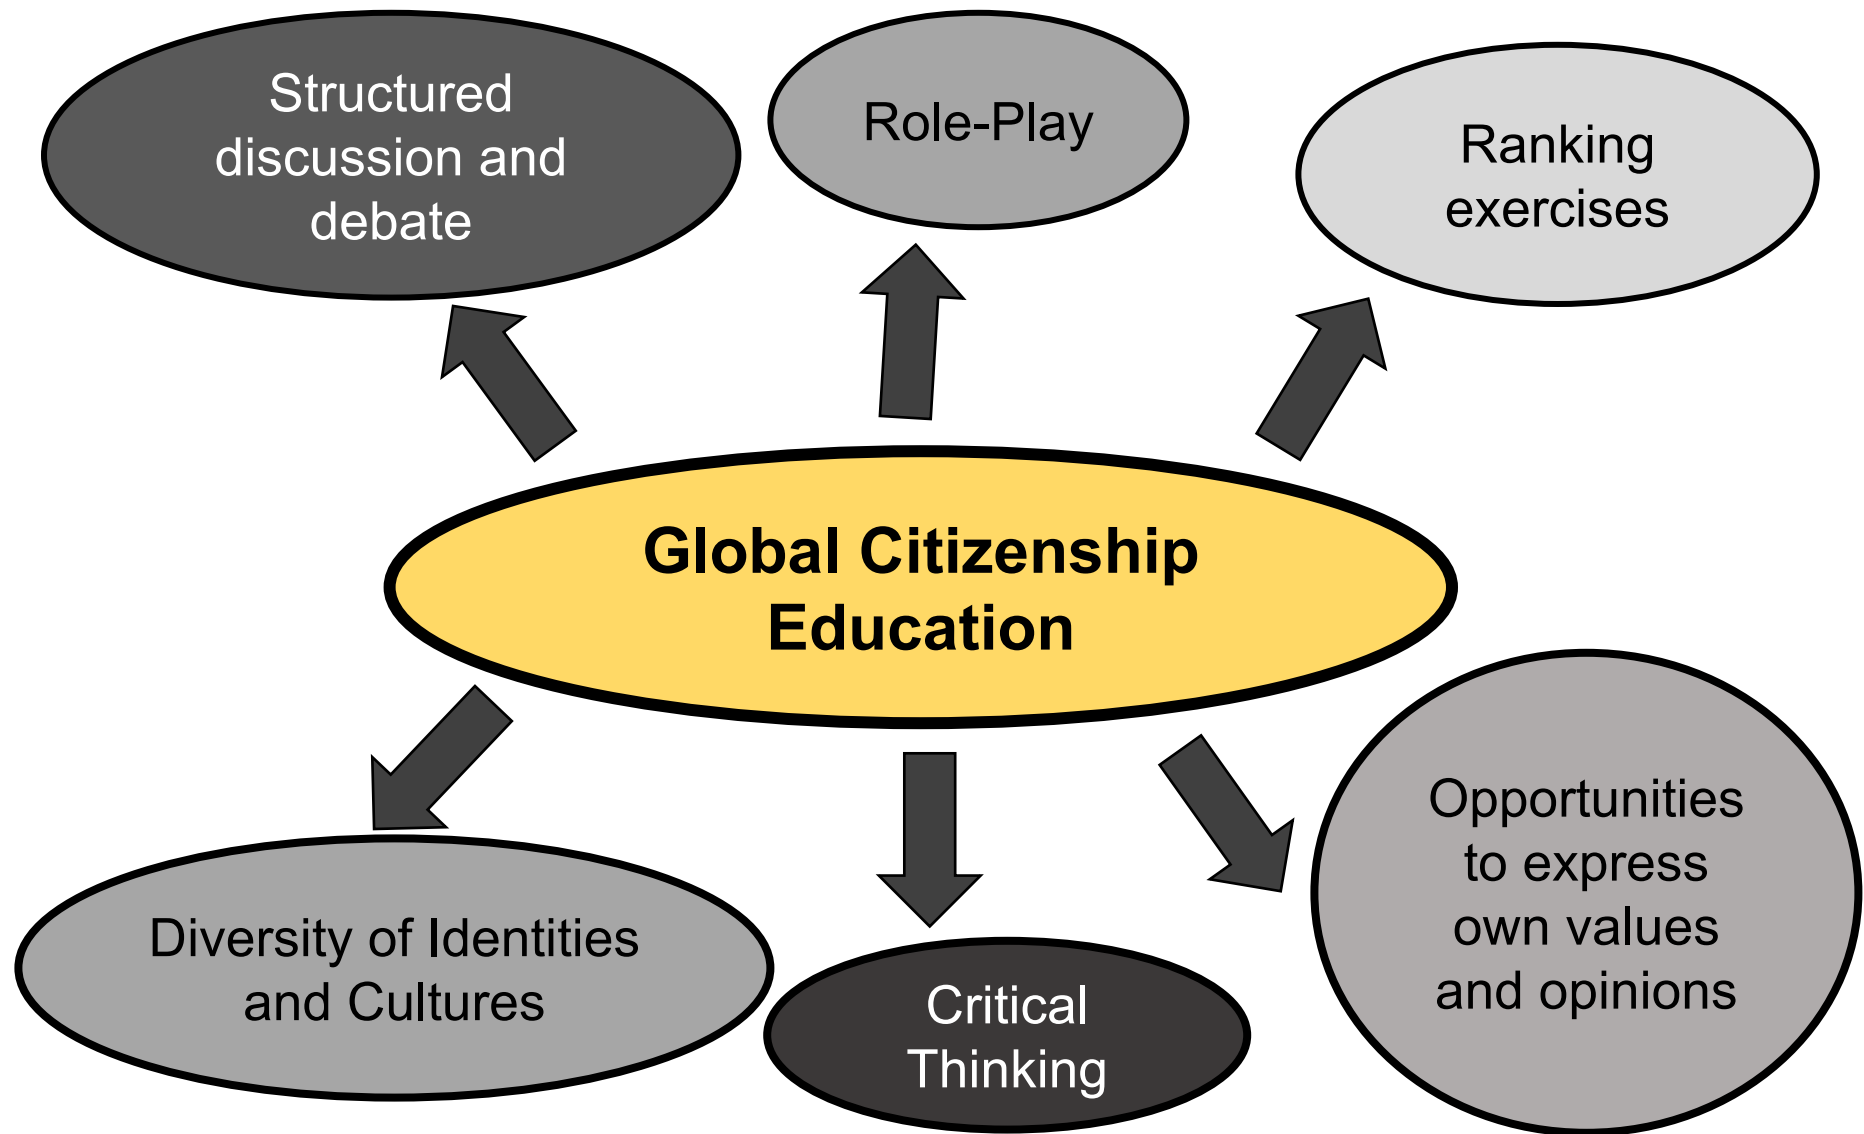 Structured
discussion and
debate
Role-Play
Ranking
exercises
Global Citizenship
Education
Diversity of Identities
and Cultures
Critical
Thinking
Opportunities
to express
own values
and opinions